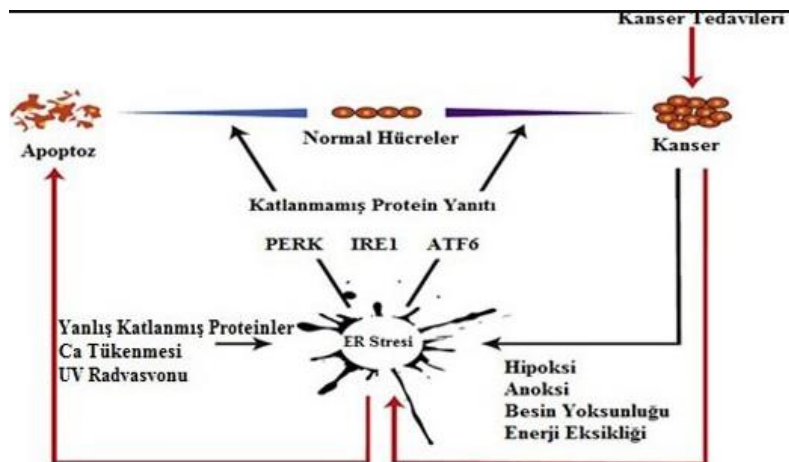 Kanser Tedavileri
Apoptoz
Normal Hücreler
Kanser
Katlanmamış Protein Yanıtı
PERK IRE1 ATF6
Yanlış Katlanmış Proteinler
Ca Tükenmesi
UV Radvasvonu
ER Stresi
Hipoksi
Anoksi
Besin Yoksunluğu
Enerji Eksikliği